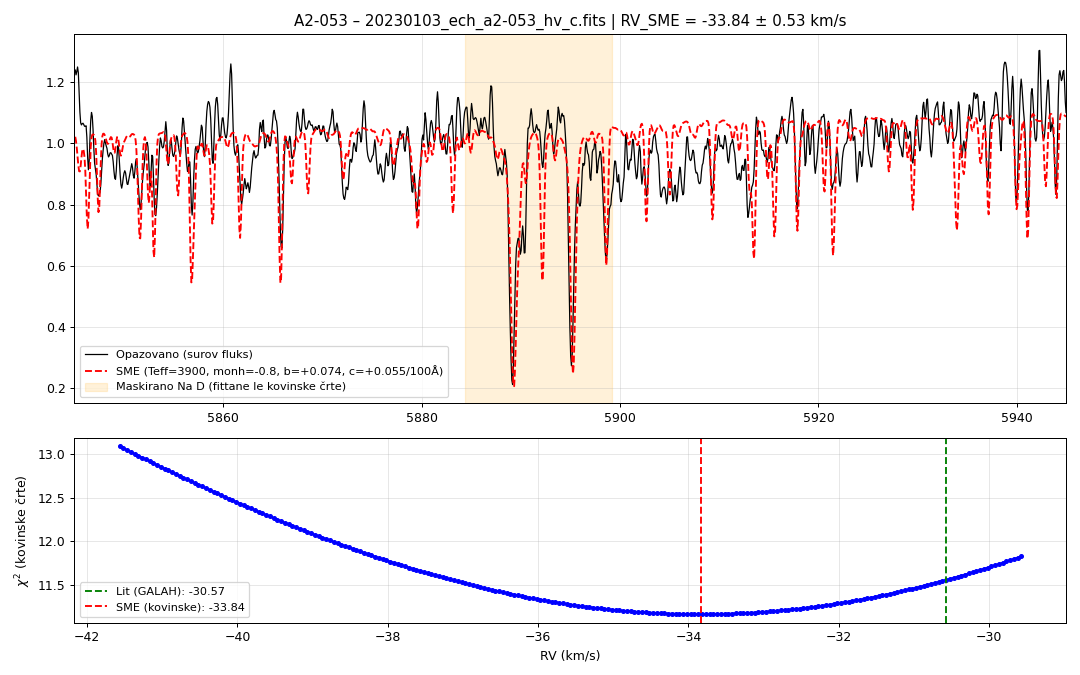 A2-053 – 20230103_ech_a2-053_hv_c.fits | RV_SME = -33.84 ± 0.53 km/s
1.2
1.0
0.8
0.6
0.4
0.2
Opazovano (surov fluks)
SME (Teff=3900, monh=-0.8, b=+0.074, c=+0.055/100Å)
Maskirano Na D (fittane le kovinske črte)
5860 5880 5900 5920 5940
13.0
12.5
12.0
11.5
χ² (kovinske črte)
Lit (GALAH): -30.57
SME (kovinske): -33.84
−42 −40 −38 −36 −34 −32 −30
RV (km/s)